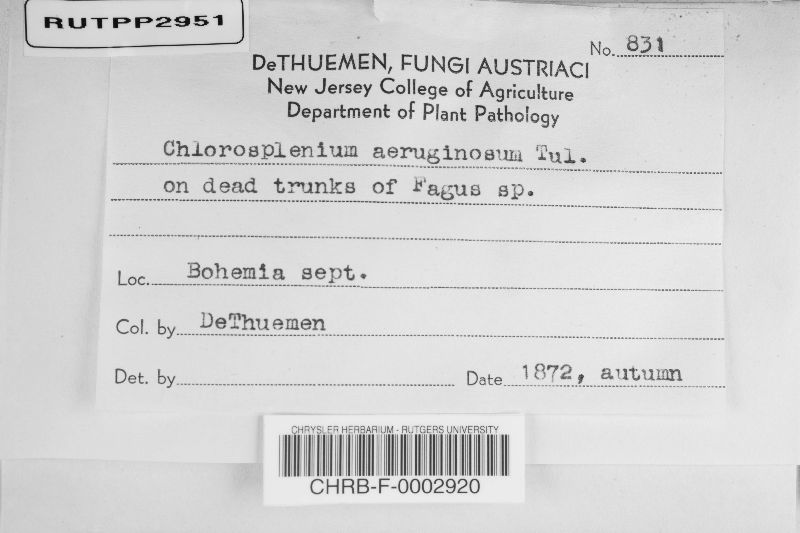 RUTPP2951
No. 831
DeTHUEMEN, FUNGI AUSTRIACI
New Jersey College of Agriculture
Department of Plant Pathology
Chlorosplenium aeruginosum Tul.
on dead trunks of Fagus sp.
Loc. Bohemia sept.
Col. by DeThuemen
Det. by
Date 1872, autumn
CHRYSLER HERBARIUM - RUTGERS UNIVERSITY
CHRB-F-0002920